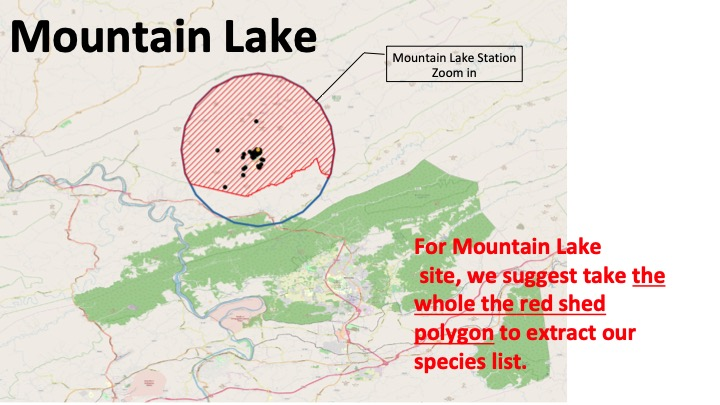 Mountain Lake
Mountain Lake Station
Zoom in
For Mountain Lake
site, we suggest take the
whole the red shed
polygon to extract our
species list.